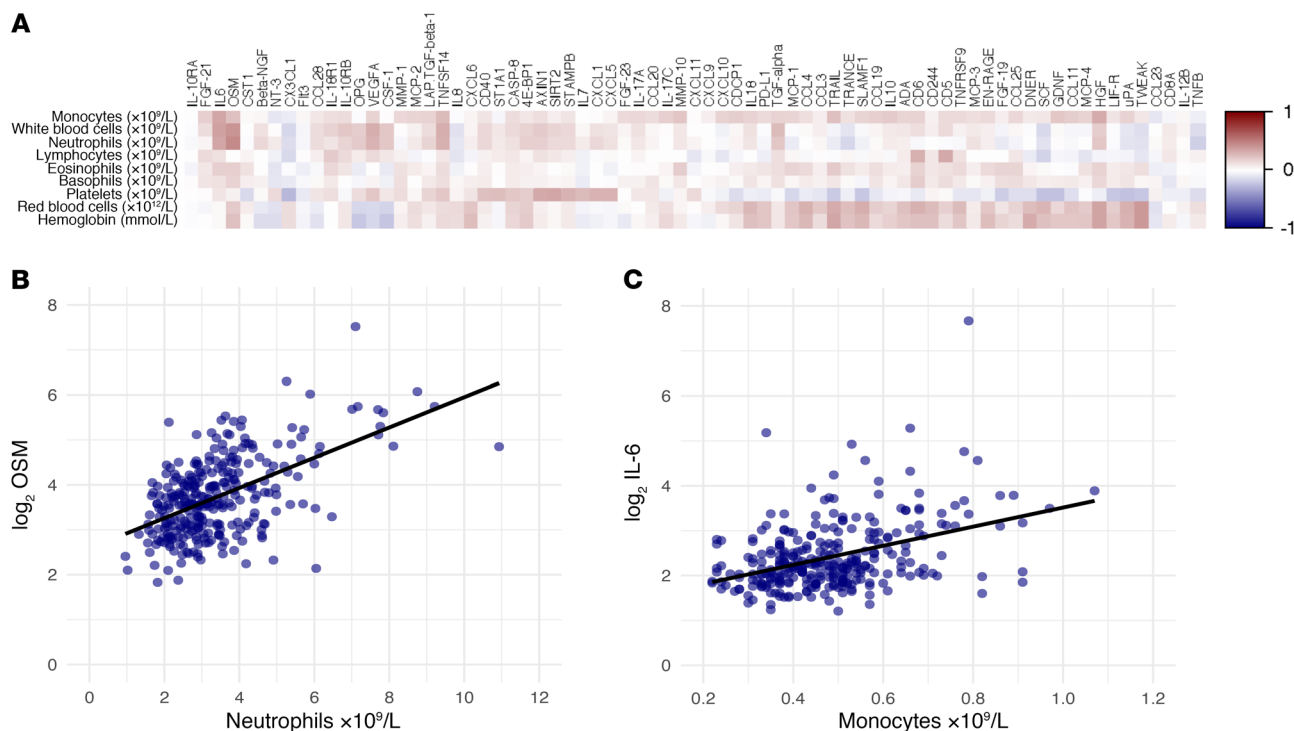 A
IL-10RA
FGF-21
IL6
OSM
CST1
Beta-NGF
NT-3
CX3CL1
Flt3
CCL28
IL-18R1
IL-10RB
OPG
VEGFA
CSF-1
MMP-1
MCP-2
LAP TGF-beta-1
TNFSF14
IL8
CXCL6
CD40
ST1A1
CASP-8
4E-BP1
AXIN1
SIRT2
STAMPB
IL7
CXCL1
CXCL5
FGF-23
IL-17A
CCL20
IL-17C
MMP-10
CXCL11
CXCL9
CXCL10
CDCP1
IL18
PD-L1
TGF-alpha
MCP-1
CCL4
CCL3
TRAIL
TRANCE
SLAMF1
CCL19
IL10
ADA
CD6
CD244
CD5
TNFRSF9
MCP-3
EN-RAGE
FGF-19
CCL25
DNER
SCF
GDNF
CCL11
MCP-4
HGF
LIF-R
uPA
TWEAK
CCL23
CD8A
IL-12B
TNFB
Monocytes (×10⁹/L)
White blood cells (×10⁹/L)
Neutrophils (×10⁹/L)
Lymphocytes (×10⁹/L)
Eosinophils (×10⁹/L)
Basophils (×10⁹/L)
Platelets (×10⁹/L)
Red blood cells (×10¹²/L)
Hemoglobin (mmol/L)
1
0
-1
B
8
6
4
2
0
log₂ OSM
0 2 4 6 8 10 12
Neutrophils ×10⁹/L
C
8
6
4
2
0
log₂ IL-6
0.2 0.4 0.6 0.8 1.0 1.2
Monocytes ×10⁹/L